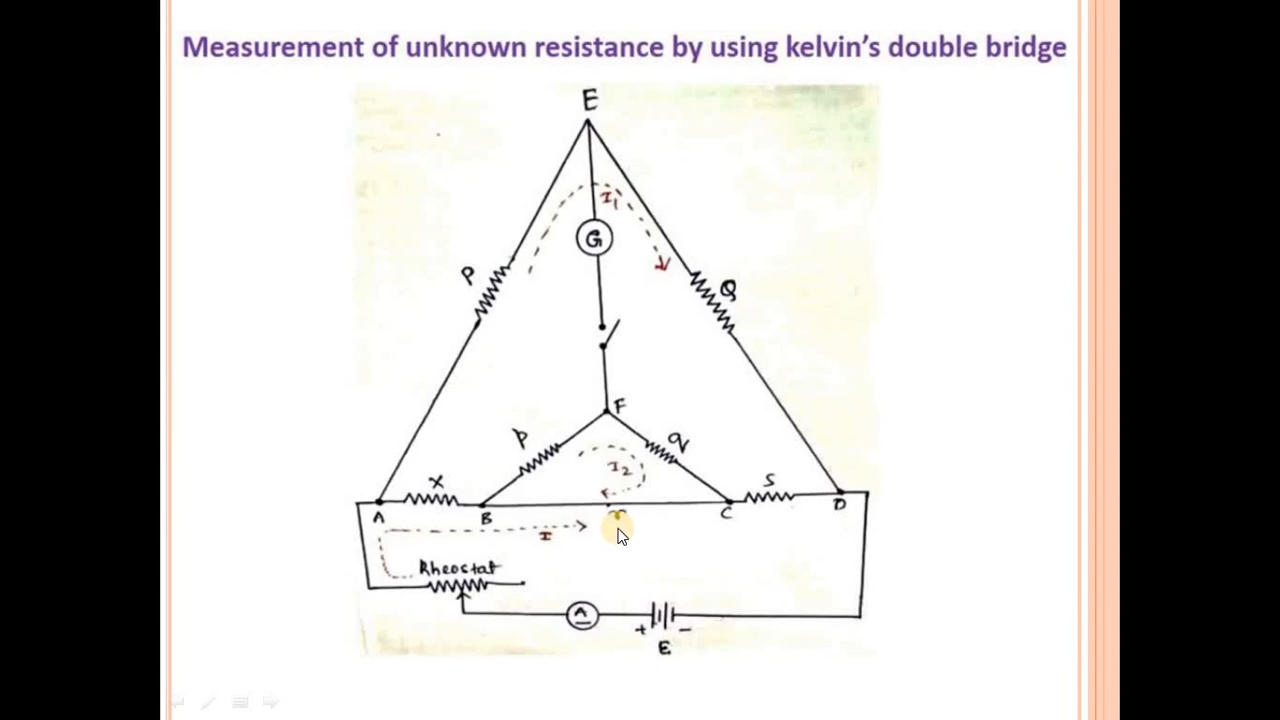 Measurement of unknown resistance by using kelvin's double bridge
E
I1
G
P
Q
F
p
q
I2
X
S
A
B
r
C
D
I
Rheostat
A
+
-
E